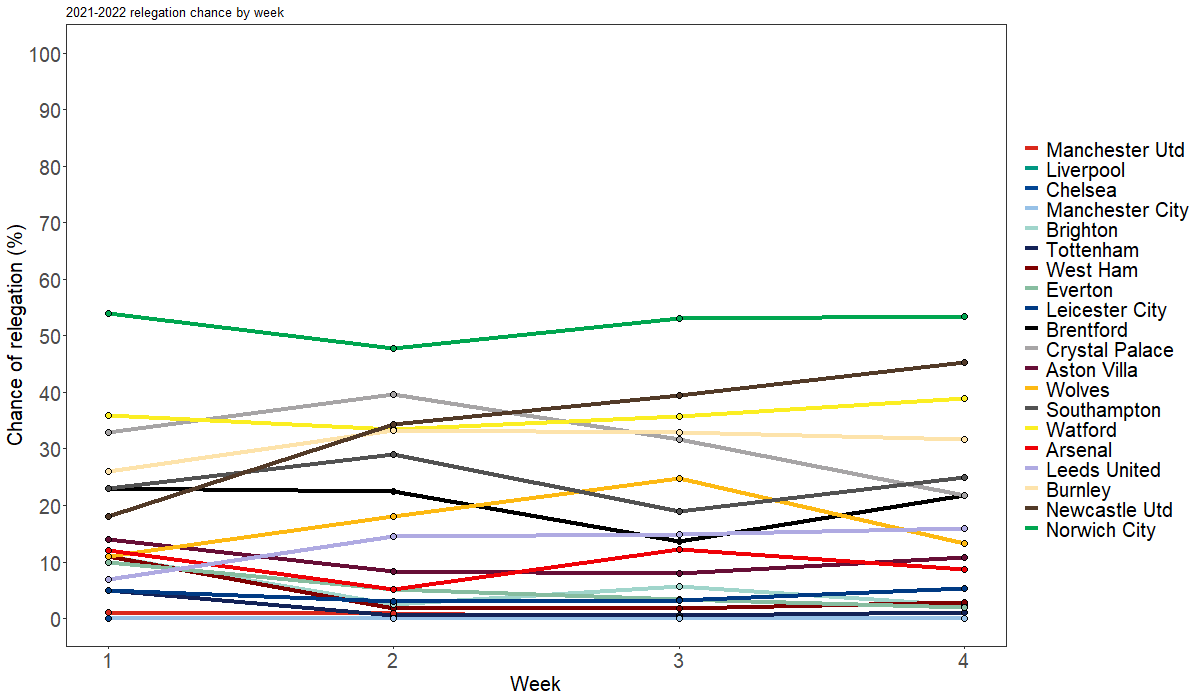 2021-2022 relegation chance by week
Chance of relegation (%)
100
90
80
70
60
50
40
30
20
10
0
1 2 3 4
Week
Manchester Utd
Liverpool
Chelsea
Manchester City
Brighton
Tottenham
West Ham
Everton
Leicester City
Brentford
Crystal Palace
Aston Villa
Wolves
Southampton
Watford
Arsenal
Leeds United
Burnley
Newcastle Utd
Norwich City